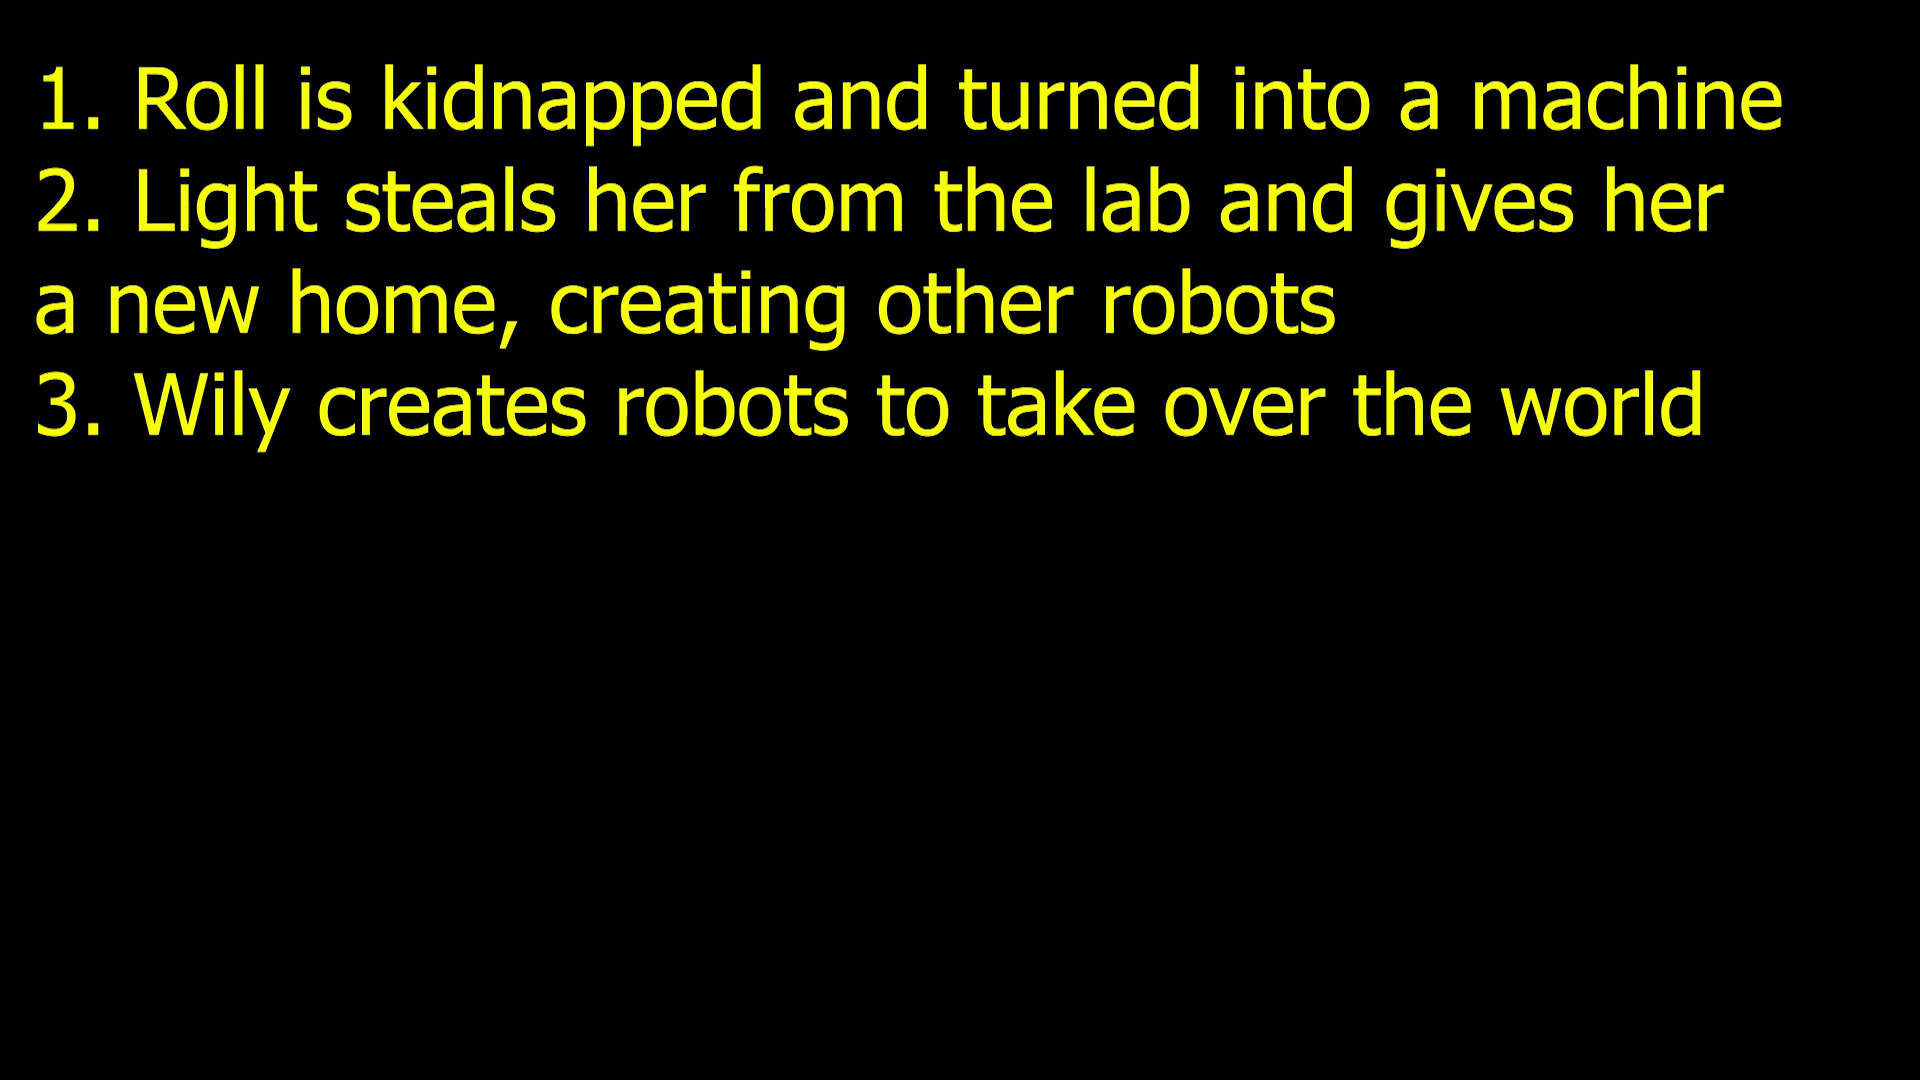 1. Roll is kidnapped and turned into a machine
2. Light steals her from the lab and gives her
a new home, creating other robots
3. Wily creates robots to take over the world